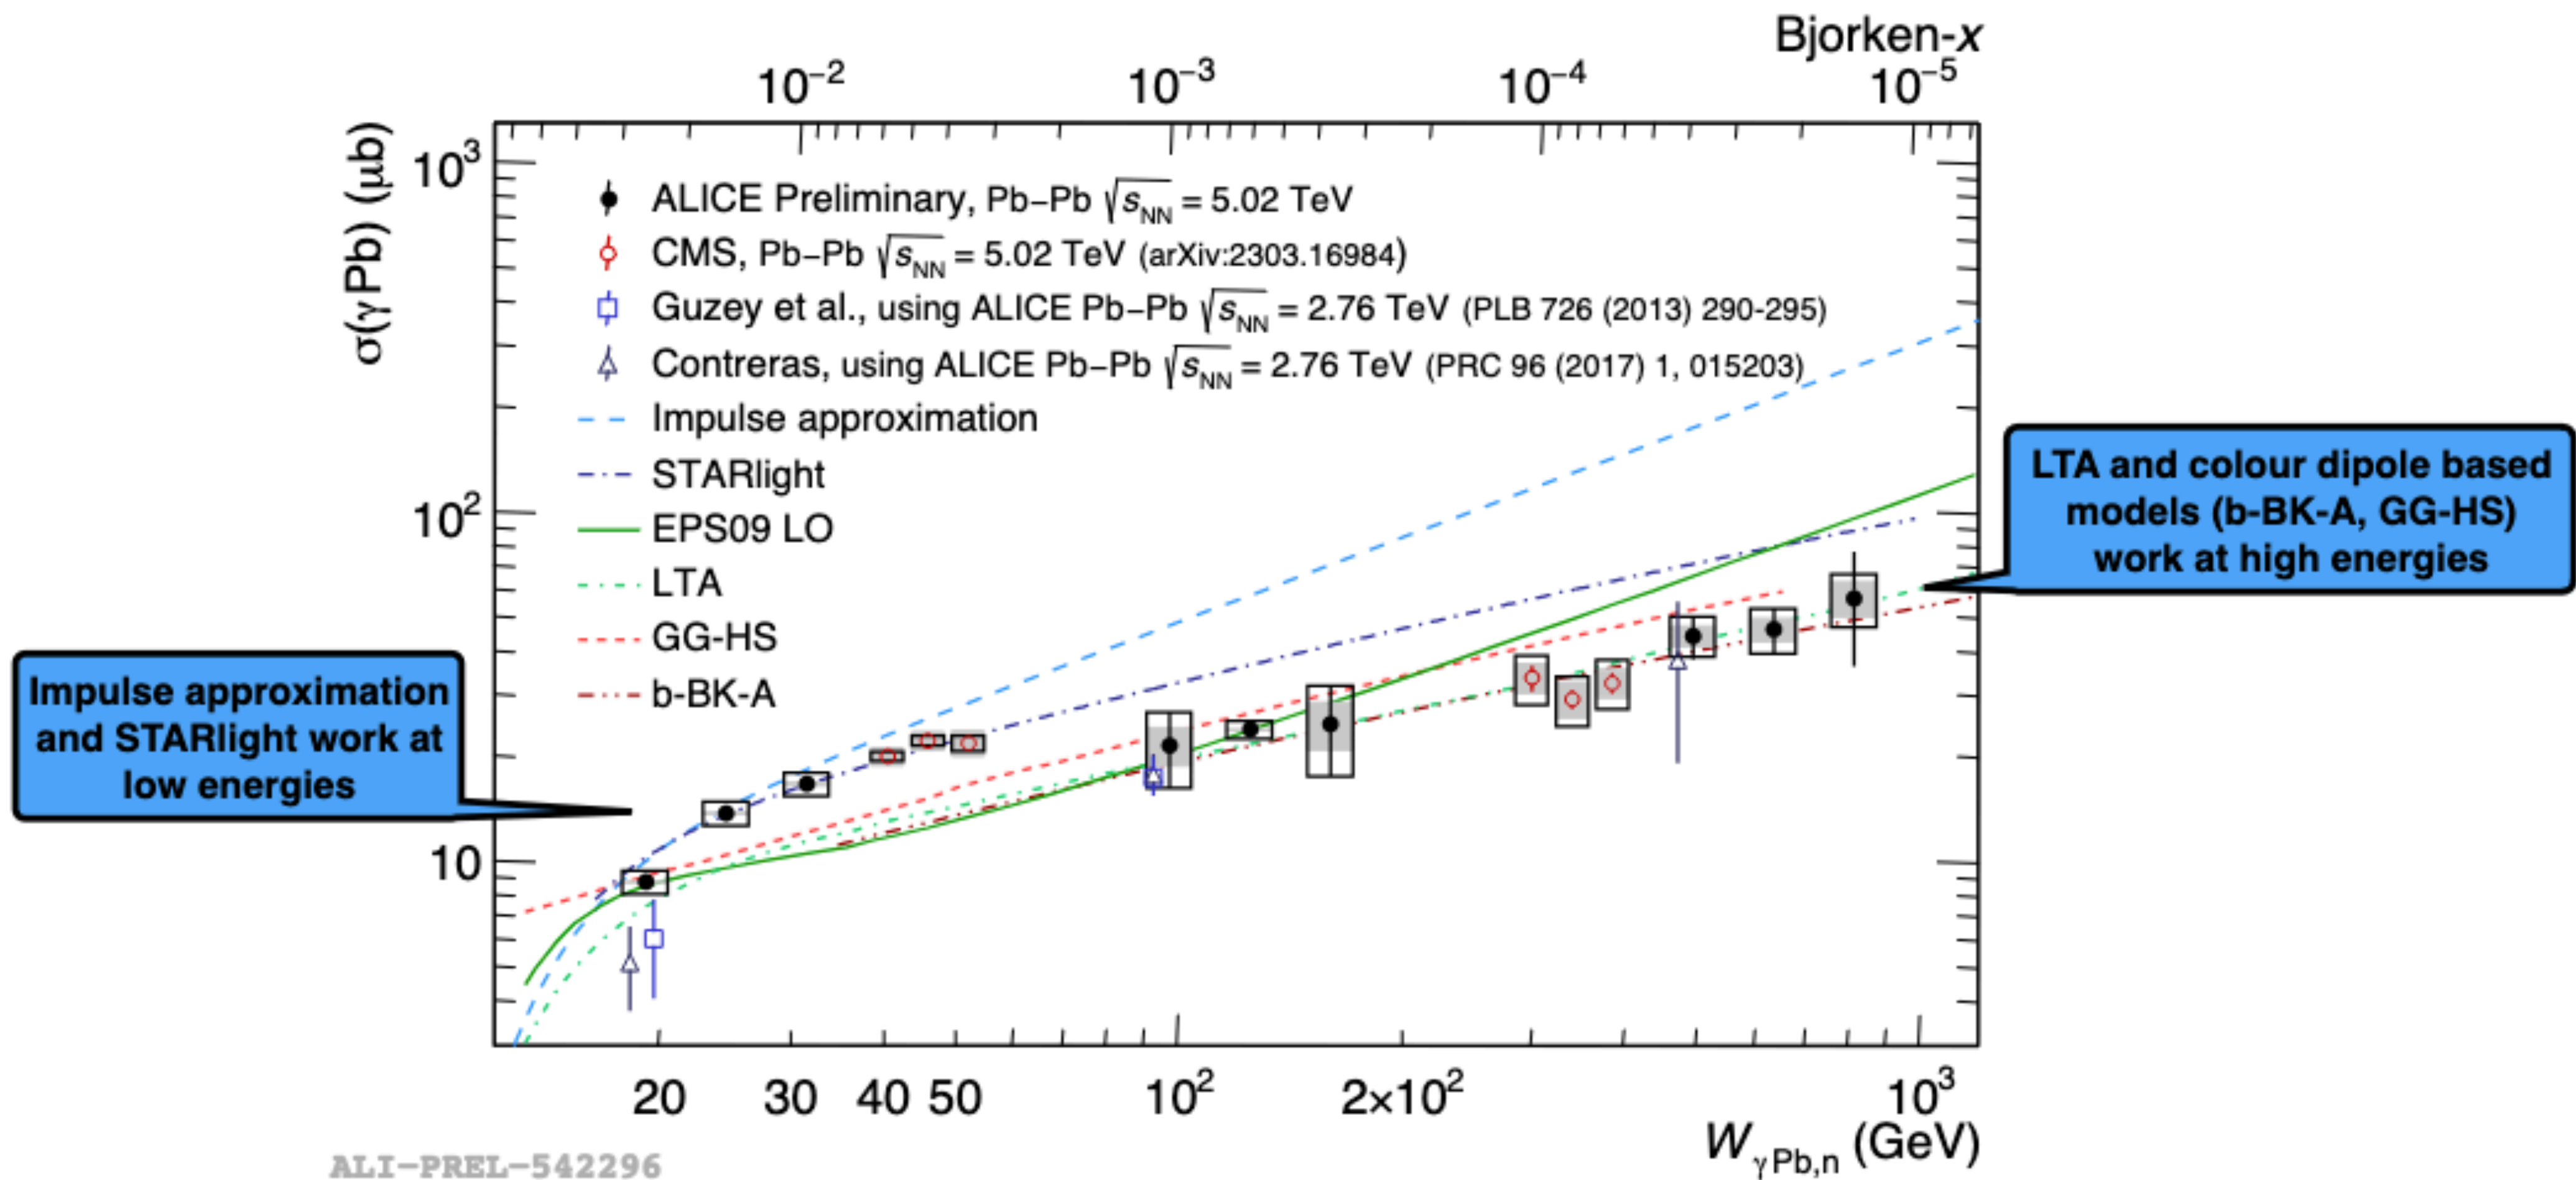 Bjorken-x
10⁻² 10⁻³ 10⁻⁴ 10⁻⁵
σ(γPb) (μb)
10³
10²
10
ALICE Preliminary, Pb−Pb √sNN = 5.02 TeV
CMS, Pb−Pb √sNN = 5.02 TeV (arXiv:2303.16984)
Guzey et al., using ALICE Pb−Pb √sNN = 2.76 TeV (PLB 726 (2013) 290-295)
Contreras, using ALICE Pb−Pb √sNN = 2.76 TeV (PRC 96 (2017) 1, 015203)
Impulse approximation
STARlight
EPS09 LO
LTA
GG-HS
b-BK-A
Impulse approximation
and STARlight work at
low energies
LTA and colour dipole based
models (b-BK-A, GG-HS)
work at high energies
20 30 40 50 10² 2×10² 10³
WγPb,n (GeV)
ALI-PREL-542296